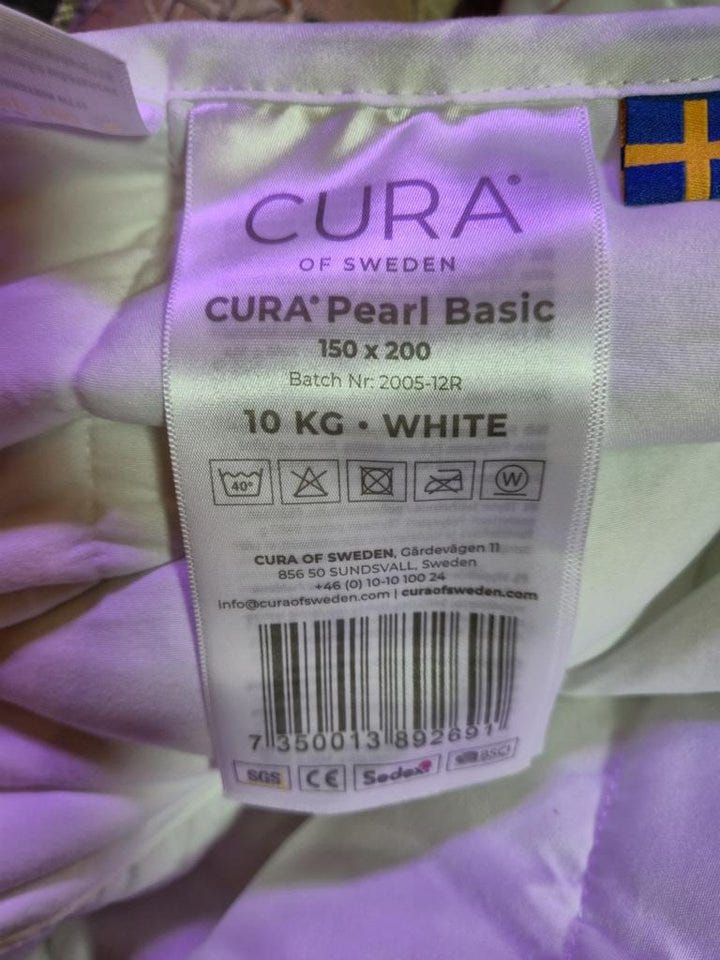 CURA®
OF SWEDEN
CURA® Pearl Basic
150 x 200
Batch Nr: 2005-12R
10 KG • WHITE
40°
W
CURA OF SWEDEN, Gärdevägen 11
856 50 SUNDSVALL, Sweden
+46 (0) 10-10 100 24
info@curaofsweden.com | curaofsweden.com
7 350013 892691
SGS CE Sedex BSCI